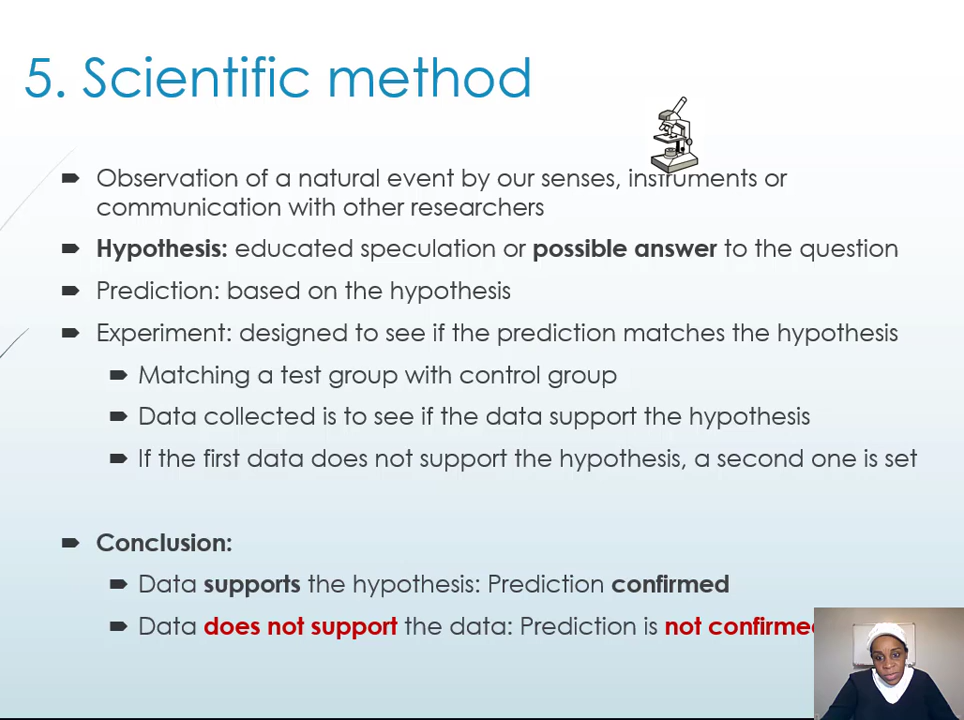 5. Scientific method
Observation of a natural event by our senses, instruments or
communication with other researchers
Hypothesis: educated speculation or possible answer to the question
Prediction: based on the hypothesis
Experiment: designed to see if the prediction matches the hypothesis
Matching a test group with control group
Data collected is to see if the data support the hypothesis
If the first data does not support the hypothesis, a second one is set
Conclusion:
Data supports the hypothesis: Prediction confirmed
Data does not support the data: Prediction is not confirmed